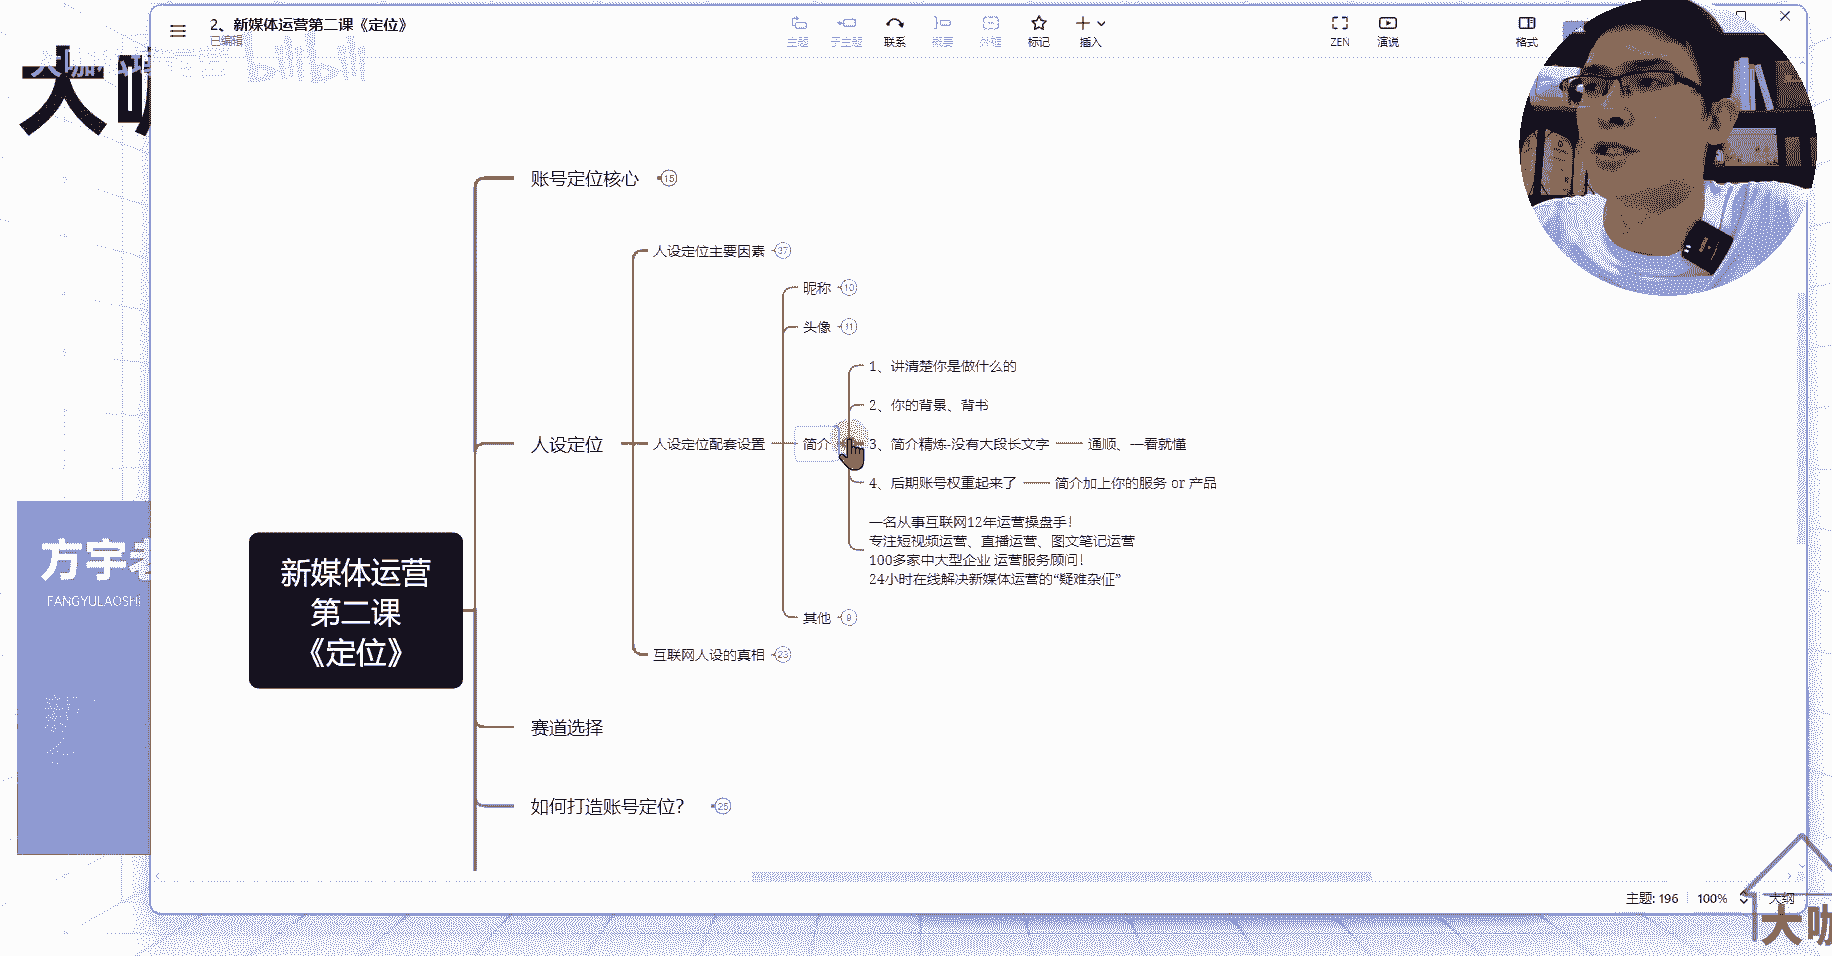 2、新媒体运营第二课《定位》
已编辑
主题
子主题
联系
概要
外框
标记
插入
ZEN
演说
格式
bilibili
大咖
账号定位核心 15
人设定位主要因素 37
昵称 10
头像 11
1、讲清楚你是做什么的
2、你的背景、背书
人设定位
人设定位配套设置
简介
3、简介精炼-没有大段长文字
通顺、一看就懂
4、后期账号权重起来了
简介加上你的服务 or 产品
一名从事互联网12年运营操盘手!
专注短视频运营、直播运营、图文笔记运营
100多家中大型企业 运营服务顾问!
24小时在线解决新媒体运营的“疑难杂症”
其他 9
互联网人设的真相 23
新媒体运营
第二课
《定位》
方宇老
FANGYULAOSHI
赛道选择
如何打造账号定位? 25
主题: 196
100%
大纲
大咖